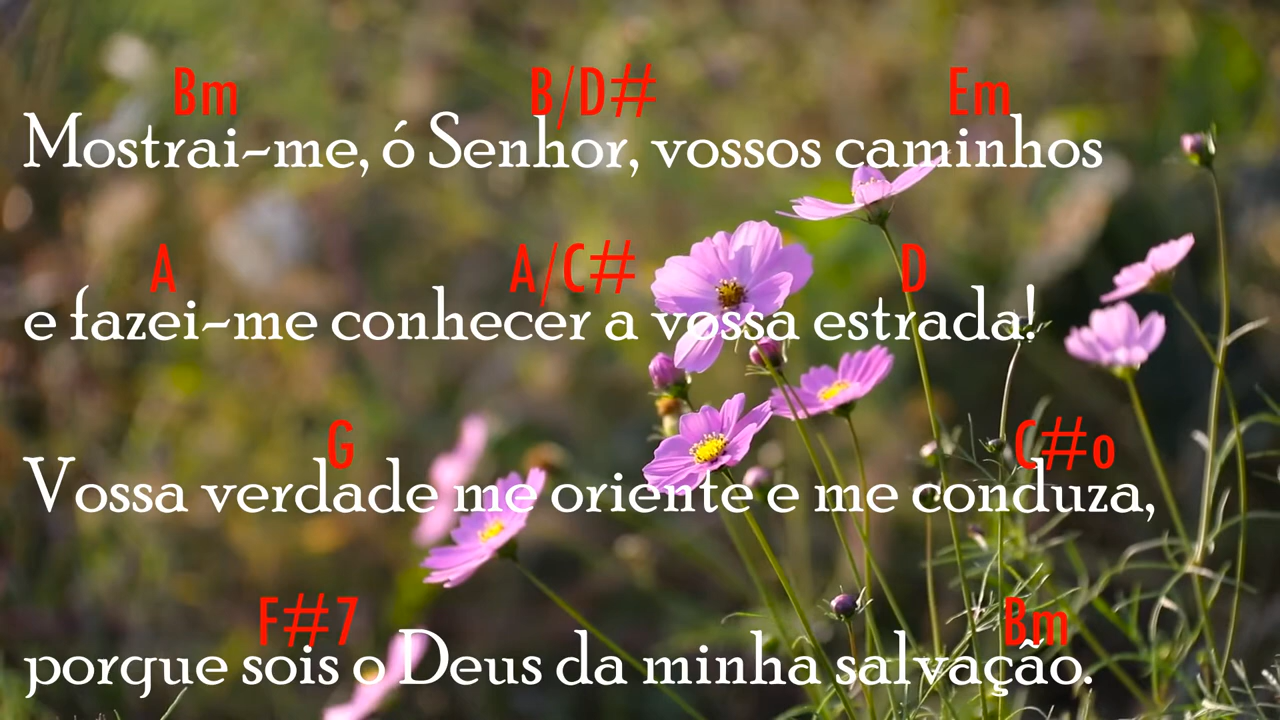 Bm B/D# Em
Mostrai-me, ó Senhor, vossos caminhos
A A/C# D
e fazei-me conhecer a vossa estrada!
G C#o
Vossa verdade me oriente e me conduza,
F#7 Bm
porque sois o Deus da minha salvação.